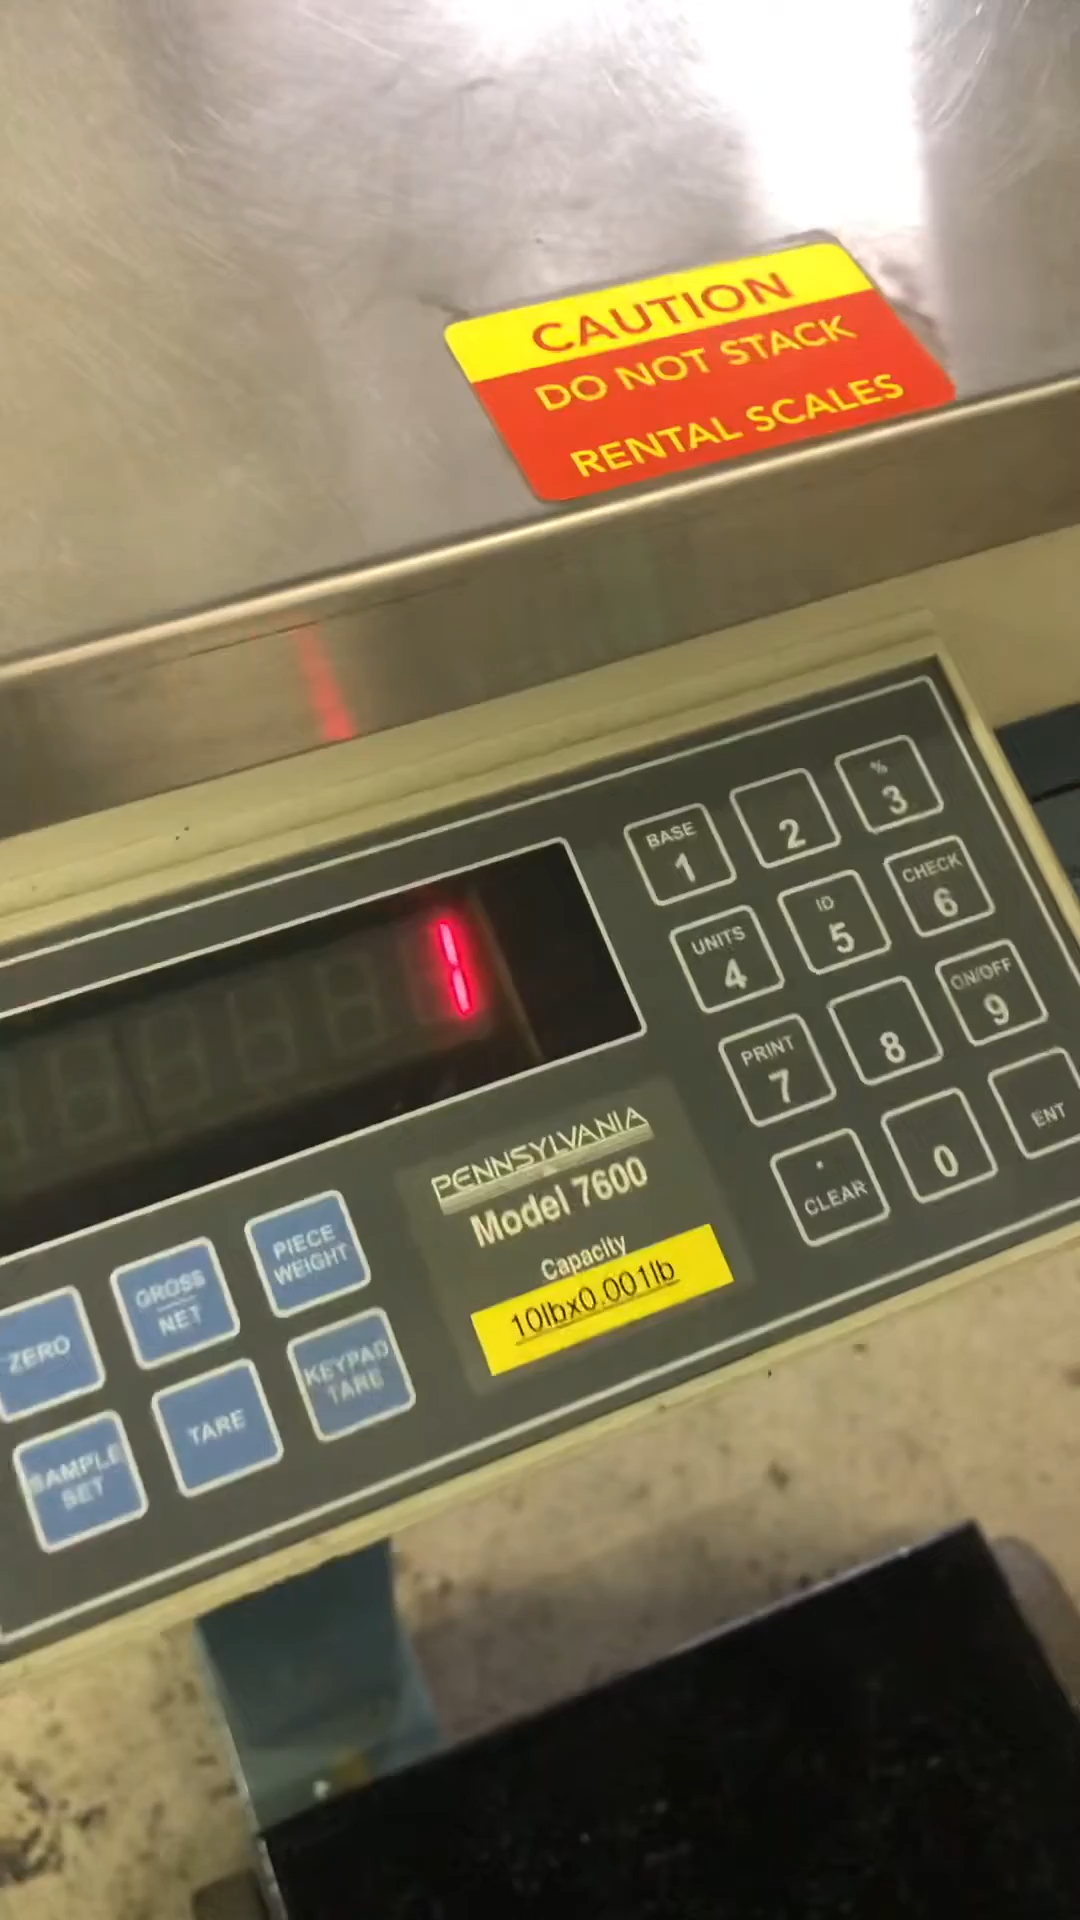 CAUTION
DO NOT STACK
RENTAL SCALES
1
BASE
1
2
%
3
UNITS
4
ID
5
CHECK
6
PRINT
7
8
ON/OFF
9
.
CLEAR
0
ENT
PENNSYLVANIA
Model 7600
Capacity
10lbx0.001lb
ZERO
GROSS
NET
PIECE
WEIGHT
SAMPLE
SET
TARE
KEYPAD
TARE